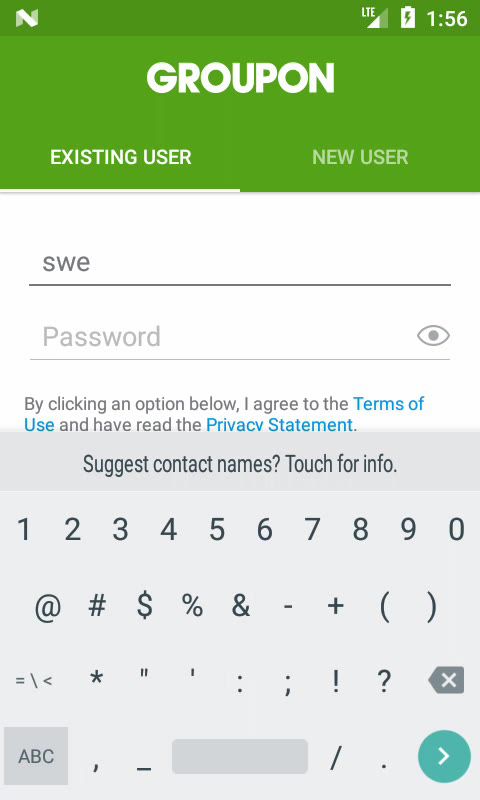 LTE 1:56
GROUPON
EXISTING USER NEW USER
swe
Password
By clicking an option below, I agree to the Terms of
Use and have read the Privacy Statement.
Suggest contact names? Touch for info.
1 2 3 4 5 6 7 8 9 0
@ # $ % & - + ( )
= \ < * " ' : ; ! ?
ABC , _ / .